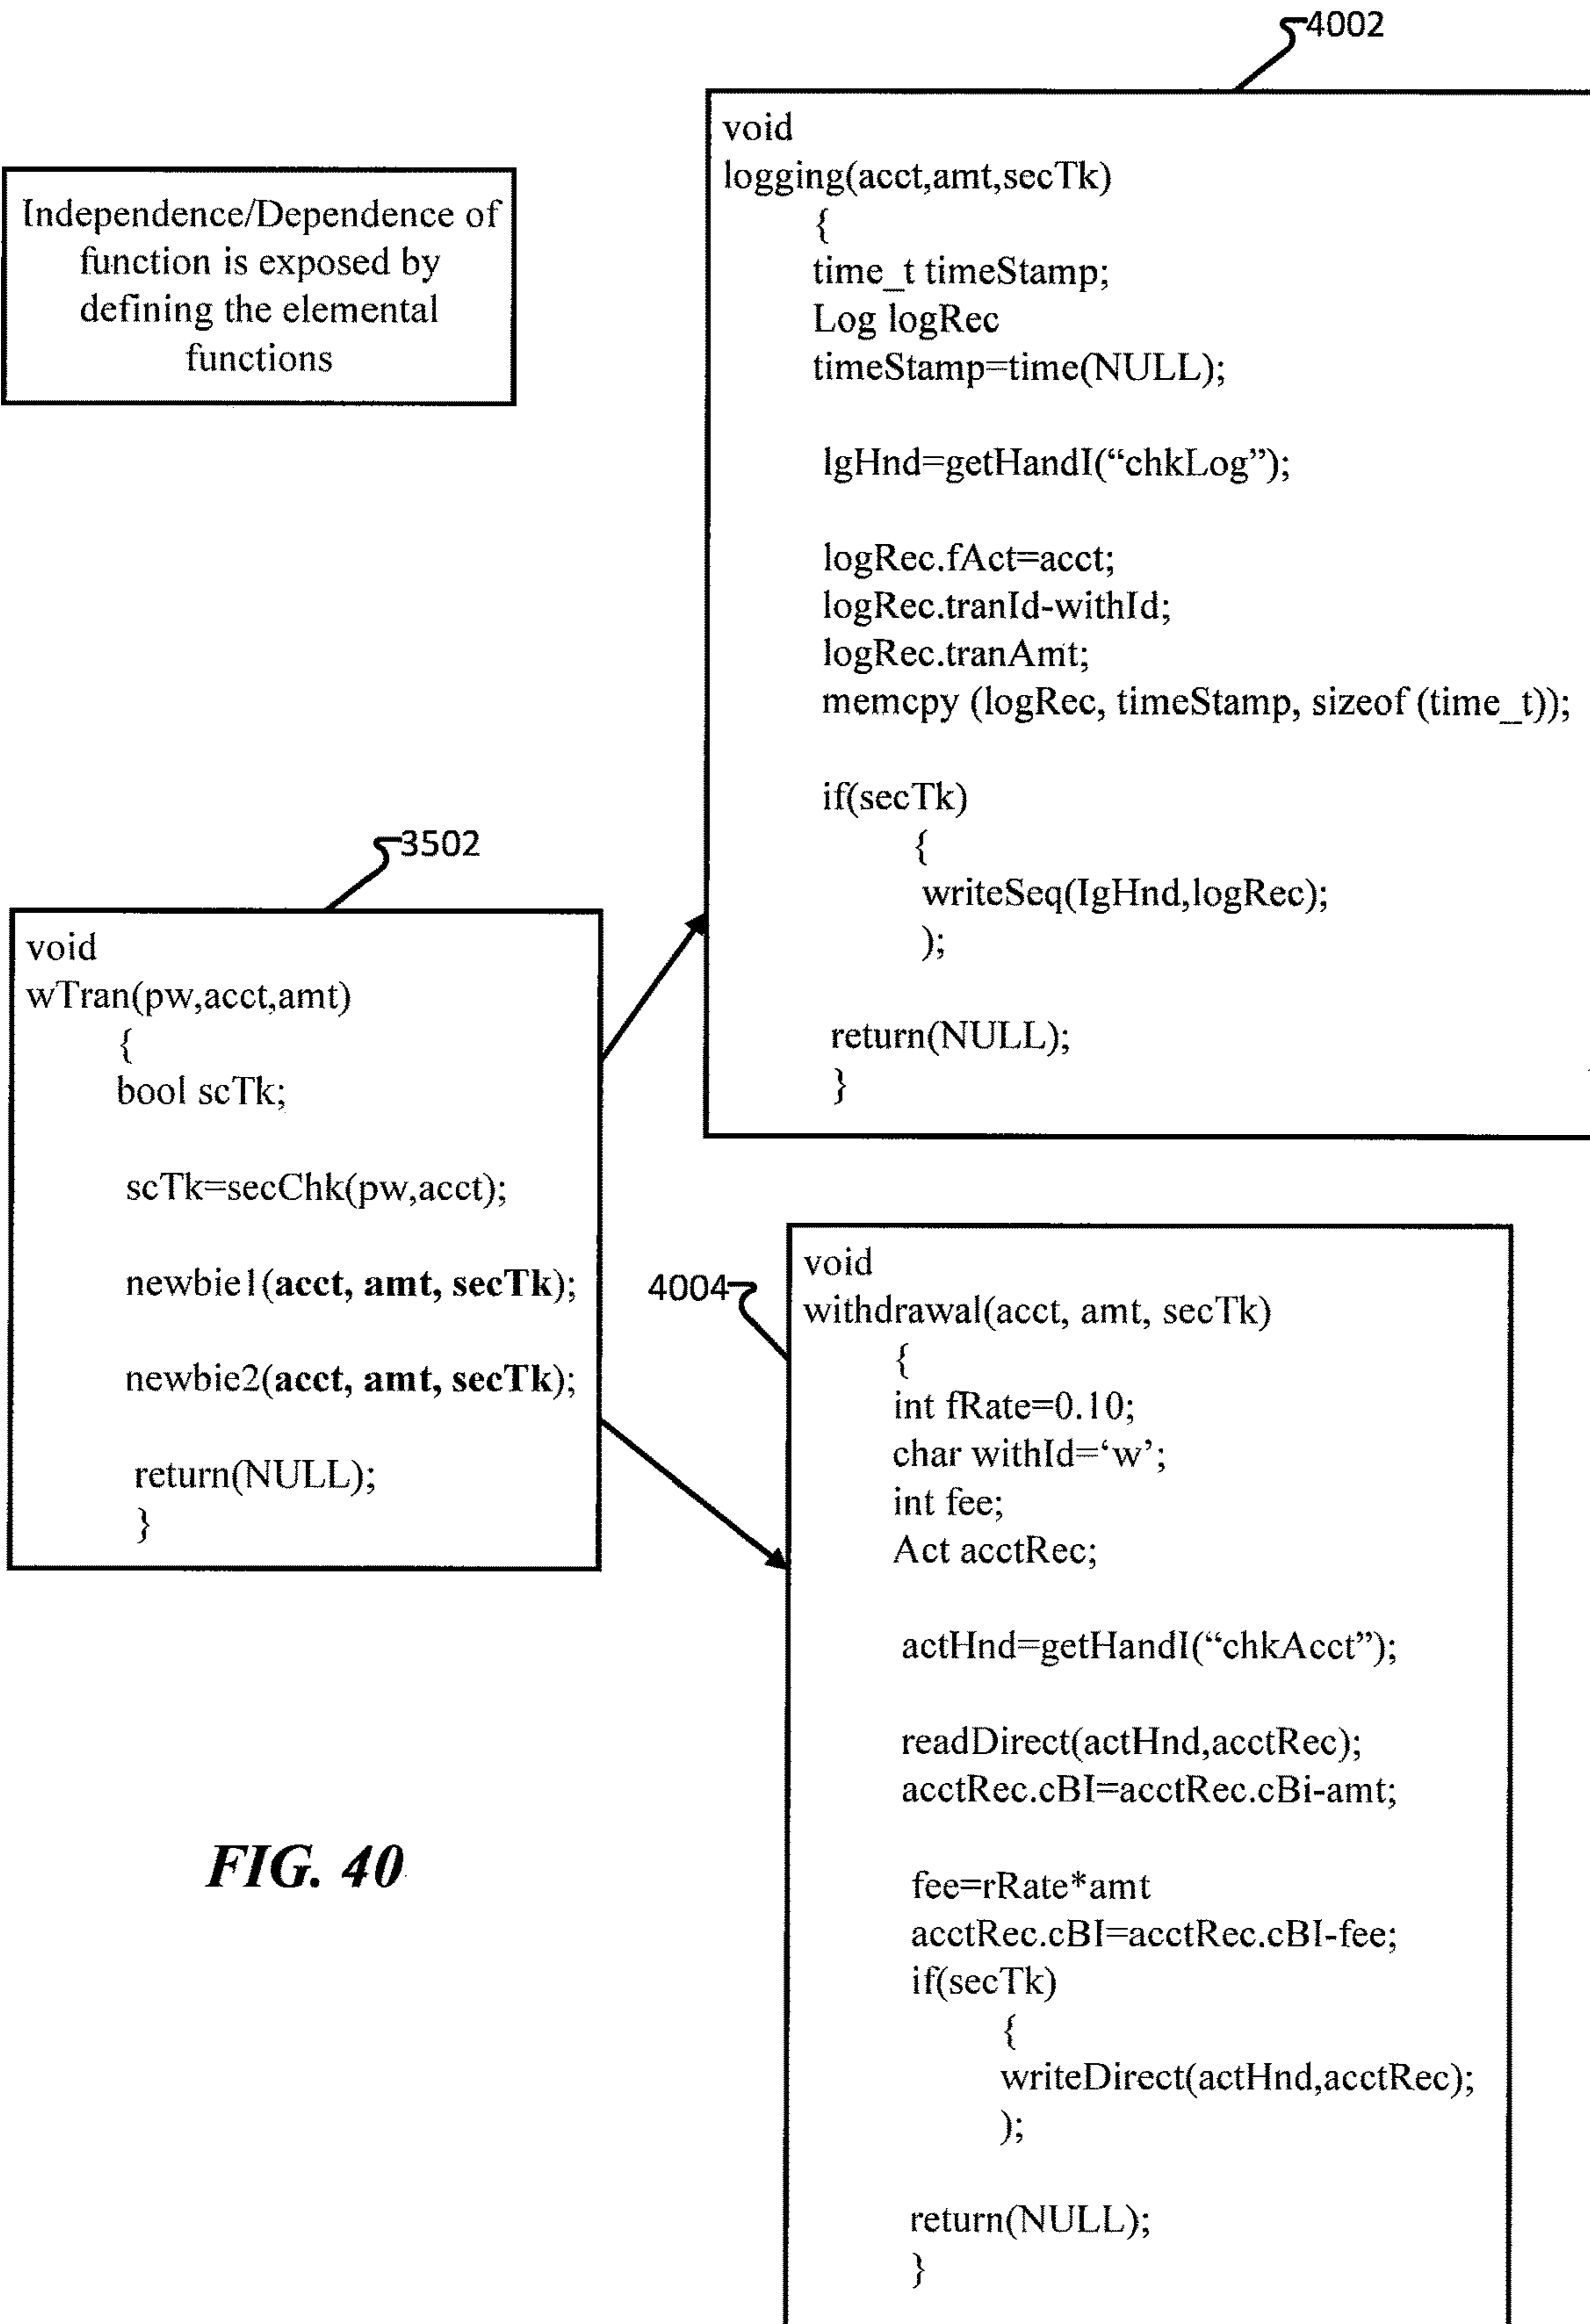 4002
void
logging(acct,amt,secTk)
{
time_t timeStamp;
Log logRec
timeStamp=time(NULL);
lgHnd=getHandI(“chkLog”);
logRec.fAct=acct;
logRec.tranId-withId;
logRec.tranAmt;
memcpy (logRec, timeStamp, sizeof (time_t));
if(secTk)
{
writeSeq(IgHnd,logRec);
);
return(NULL);
}
Independence/Dependence of
function is exposed by
defining the elemental
functions
3502
void
wTran(pw,acct,amt)
{
bool scTk;
scTk=secChk(pw,acct);
newbie1(acct, amt, secTk);
newbie2(acct, amt, secTk);
return(NULL);
}
4004
void
withdrawal(acct, amt, secTk)
{
int fRate=0.10;
char withId=‘w’;
int fee;
Act acctRec;
actHnd=getHandI(“chkAcct”);
readDirect(actHnd,acctRec);
acctRec.cBI=acctRec.cBi-amt;
fee=rRate*amt
acctRec.cBI=acctRec.cBI-fee;
if(secTk)
{
writeDirect(actHnd,acctRec);
);
return(NULL);
}
FIG. 40